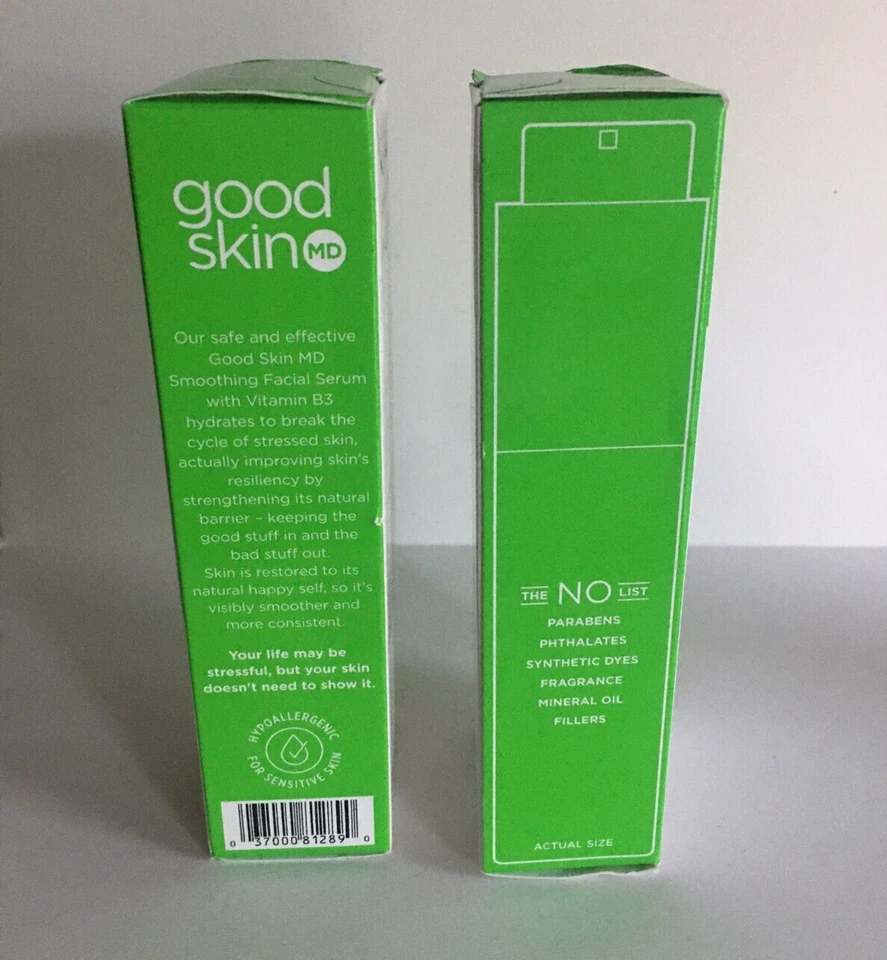 good
skin MD
Our safe and effective
Good Skin MD
Smoothing Facial Serum
with Vitamin B3
hydrates to break the
cycle of stressed skin,
actually improving skin's
resiliency by
strengthening its natural
barrier – keeping the
good stuff in and the
bad stuff out.
Skin is restored to its
natural happy self, so it's
visibly smoother and
more consistent.
Your life may be
stressful, but your skin
doesn't need to show it.
HYPOALLERGENIC
FOR SENSITIVE SKIN
0 37000 81289 0
THE NO LIST
PARABENS
PHTHALATES
SYNTHETIC DYES
FRAGRANCE
MINERAL OIL
FILLERS
ACTUAL SIZE